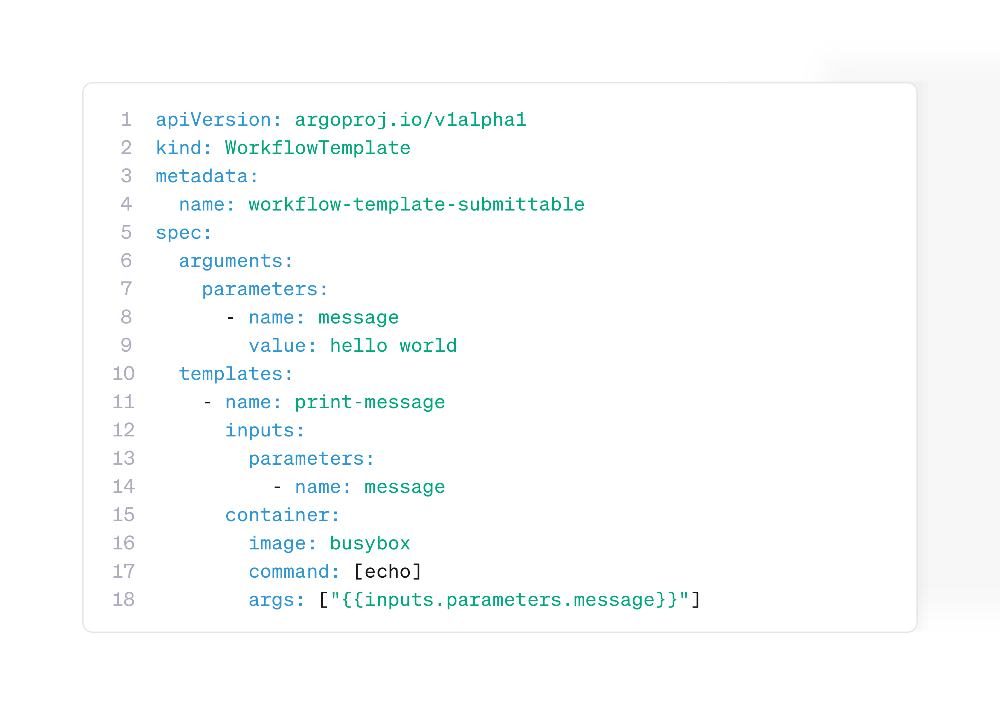 1 apiVersion: argoproj.io/v1alpha1
2 kind: WorkflowTemplate
3 metadata:
4   name: workflow-template-submittable
5 spec:
6   arguments:
7     parameters:
8       - name: message
9         value: hello world
10   templates:
11     - name: print-message
12       inputs:
13         parameters:
14           - name: message
15       container:
16         image: busybox
17         command: [echo]
18         args: ["{{inputs.parameters.message}}"]